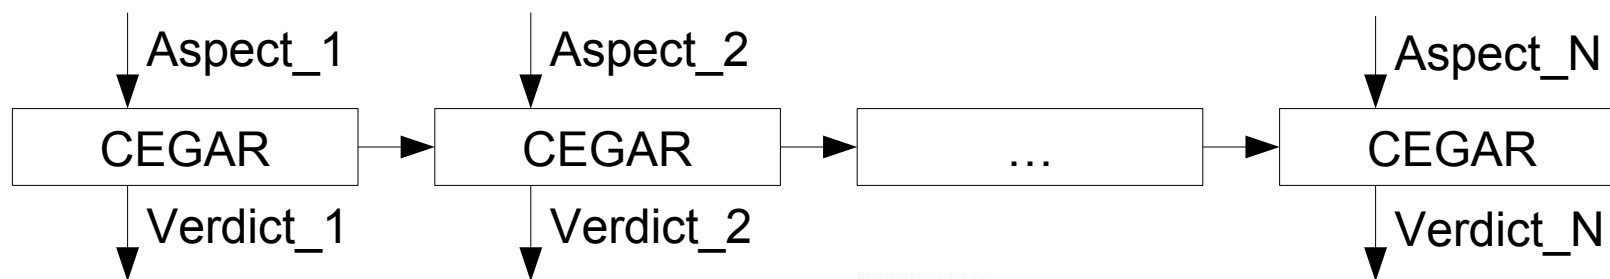 Aspect_1 Aspect_2 Aspect_N
CEGAR CEGAR ... CEGAR
Verdict_1 Verdict_2 Verdict_N